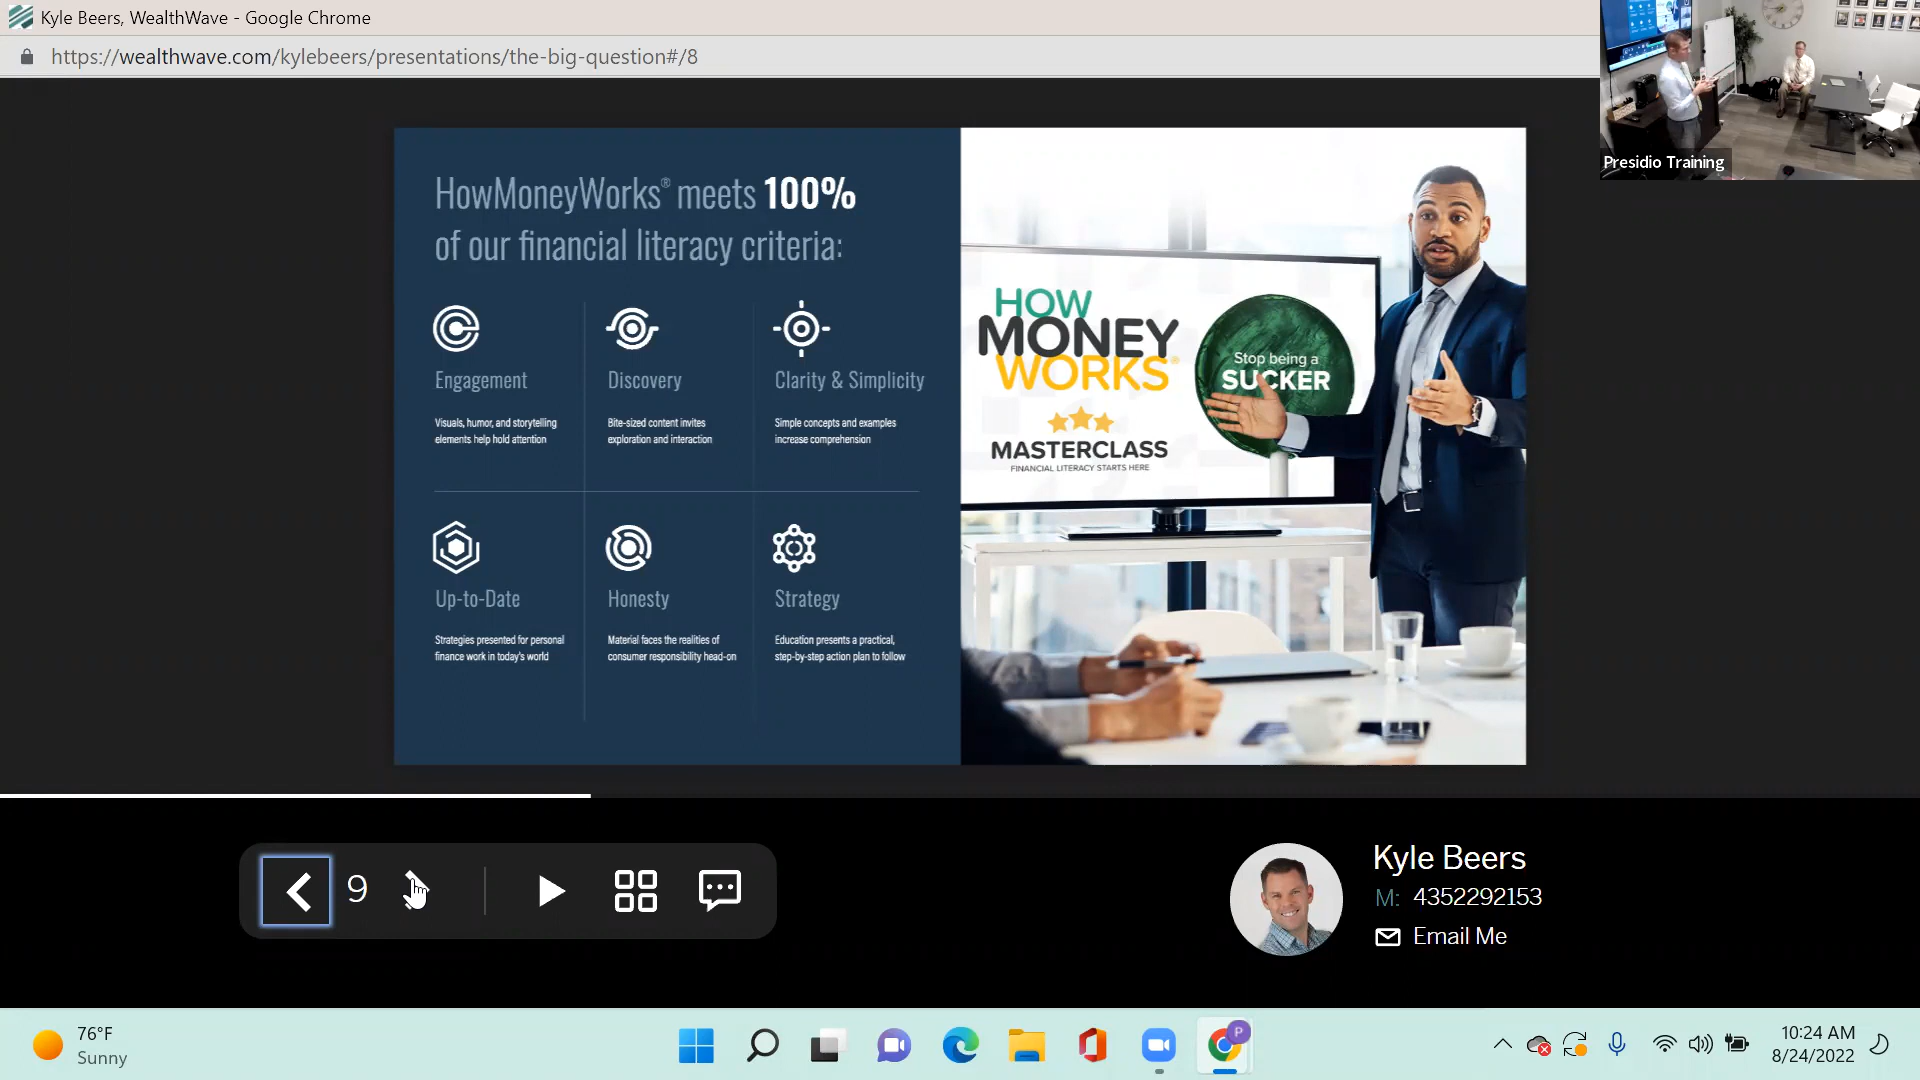 Kyle Beers, WealthWave - Google Chrome
https://wealthwave.com/kylebeers/presentations/the-big-question#/8
Presidio Training
HowMoneyWorks® meets 100%
of our financial literacy criteria:
Engagement
Visuals, humor, and storytelling
elements help hold attention
Discovery
Bite-sized content invites
exploration and interaction
Clarity & Simplicity
Simple concepts and examples
increase comprehension
Up-to-Date
Strategies presented for personal
finance work in today's world
Honesty
Material faces the realities of
consumer responsibility head-on
Strategy
Education presents a practical,
step-by-step action plan to follow
HOW
MONEY
WORKS®
MASTERCLASS
FINANCIAL LITERACY STARTS HERE
Stop being a
SUCKER
9
Kyle Beers
M: 4352292153
Email Me
76°F
Sunny
P
10:24 AM
8/24/2022